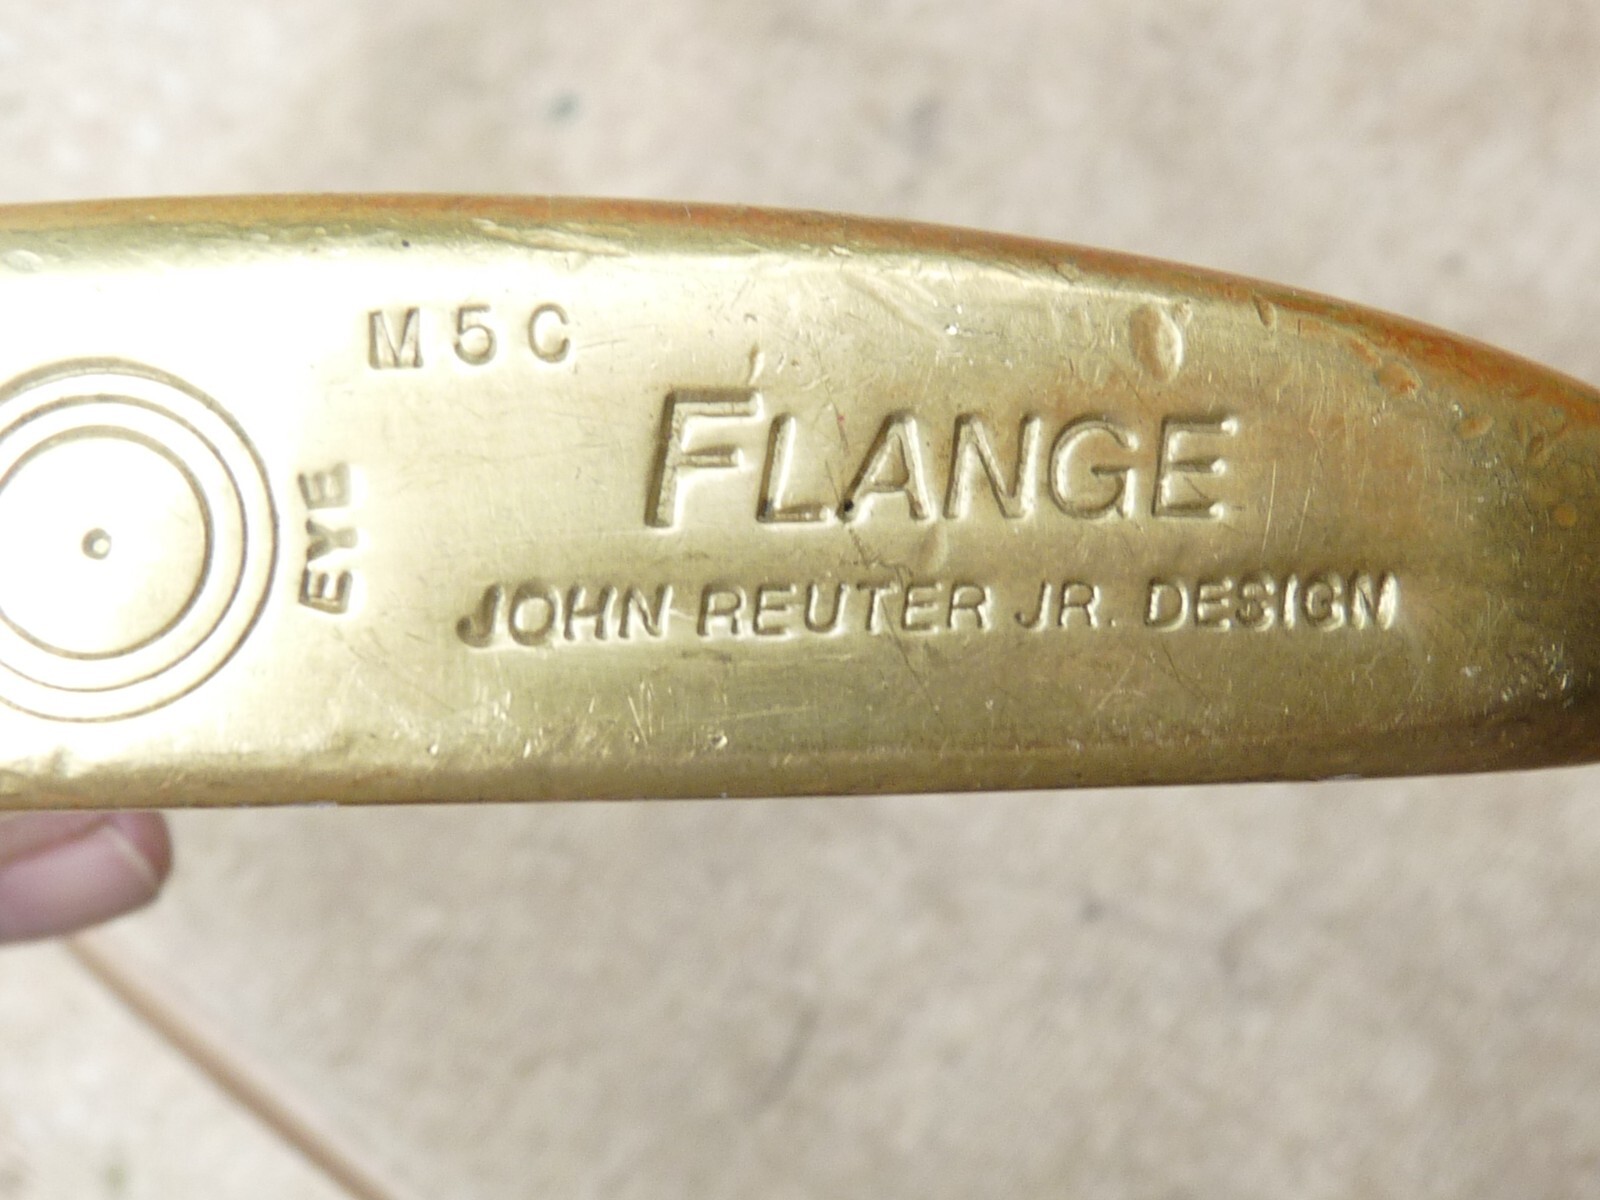 M5C
EYE
FLANGE
JOHN REUTER JR. DESIGN